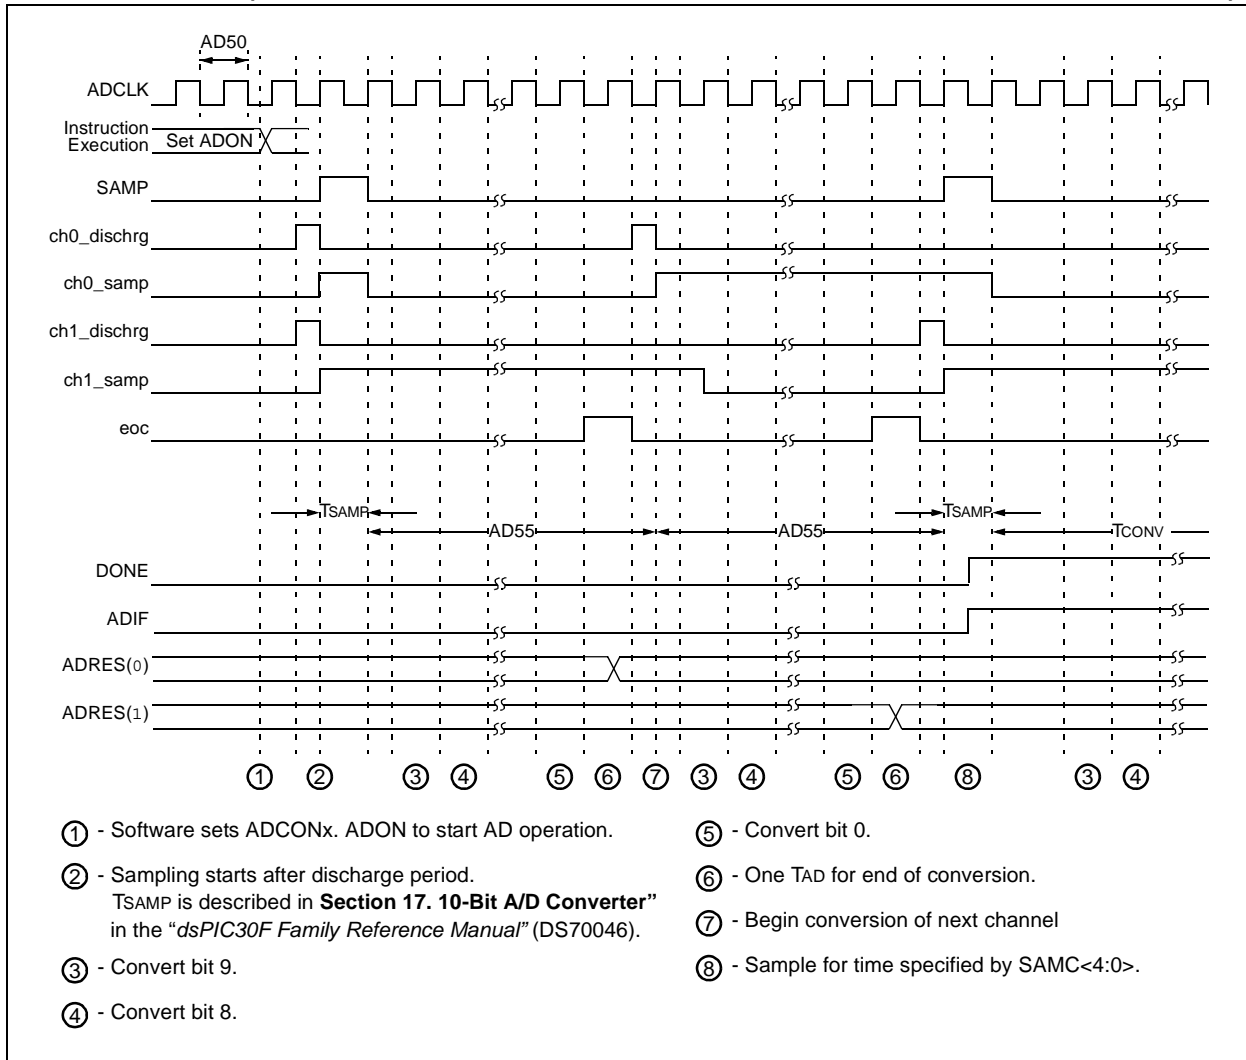 AD50
ADCLK
Instruction
Execution
Set ADON
SAMP
ch0_dischrg
ch0_samp
ch1_dischrg
ch1_samp
eoc
TSAMP TSAMP
AD55 AD55 TCONV
DONE
ADIF
ADRES(0)
ADRES(1)
1 2 3 4 5 6 7 3 4 5 6 8 3 4
1 - Software sets ADCONx. ADON to start AD operation.
2 - Sampling starts after discharge period.
TSAMP is described in Section 17. 10-Bit A/D Converter”
in the “dsPIC30F Family Reference Manual” (DS70046).
3 - Convert bit 9.
4 - Convert bit 8.
5 - Convert bit 0.
6 - One TAD for end of conversion.
7 - Begin conversion of next channel
8 - Sample for time specified by SAMC<4:0>.